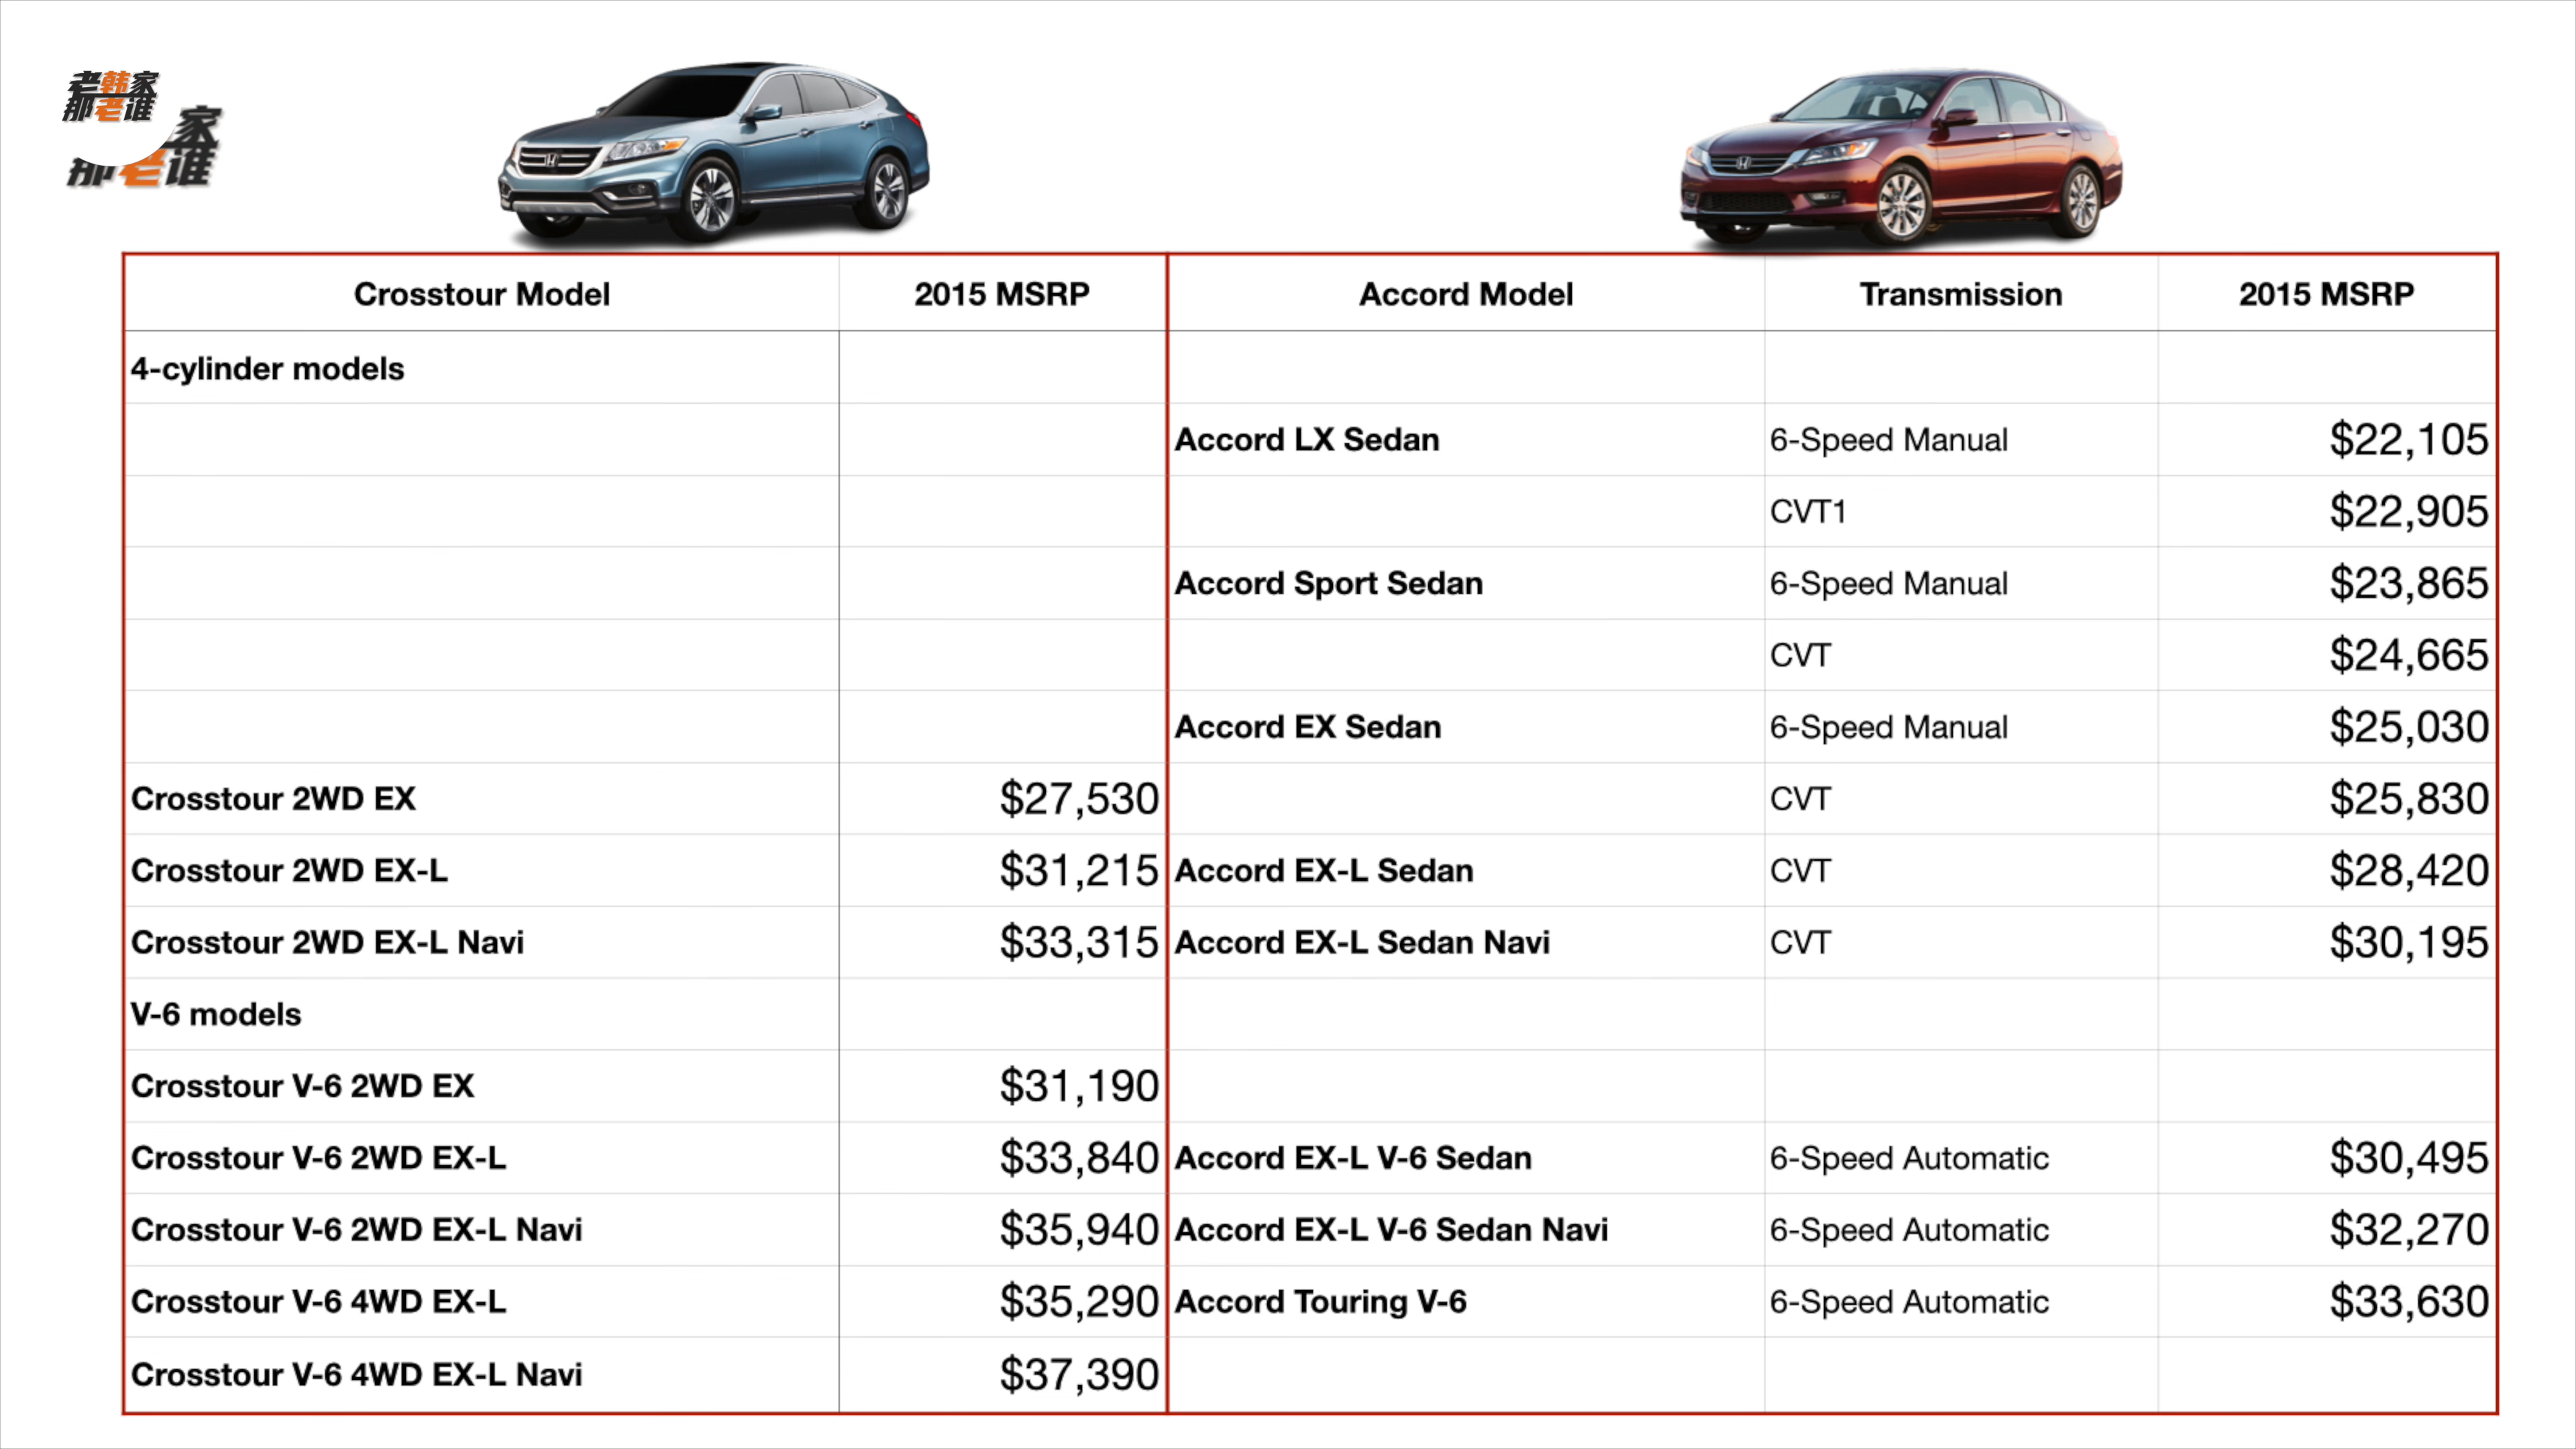 老韩家
那老谁
家
那老谁
Crosstour Model 2015 MSRP Accord Model Transmission 2015 MSRP
4-cylinder models
Accord LX Sedan 6-Speed Manual $22,105
CVT1 $22,905
Accord Sport Sedan 6-Speed Manual $23,865
CVT $24,665
Accord EX Sedan 6-Speed Manual $25,030
Crosstour 2WD EX $27,530 CVT $25,830
Crosstour 2WD EX-L $31,215 Accord EX-L Sedan CVT $28,420
Crosstour 2WD EX-L Navi $33,315 Accord EX-L Sedan Navi CVT $30,195
V-6 models
Crosstour V-6 2WD EX $31,190
Crosstour V-6 2WD EX-L $33,840 Accord EX-L V-6 Sedan 6-Speed Automatic $30,495
Crosstour V-6 2WD EX-L Navi $35,940 Accord EX-L V-6 Sedan Navi 6-Speed Automatic $32,270
Crosstour V-6 4WD EX-L $35,290 Accord Touring V-6 6-Speed Automatic $33,630
Crosstour V-6 4WD EX-L Navi $37,390